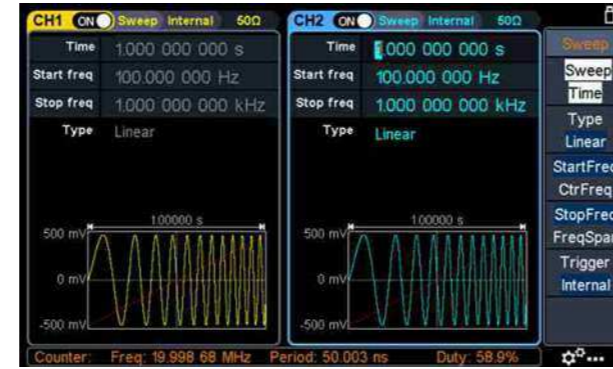 CH1 ON Sweep Internal 50Ω
Time 1.000 000 000 s
Start freq 100.000 000 Hz
Stop freq 1.000 000 000 kHz
Type Linear
1.00000 s
500 mV
0 mV
-500 mV
CH2 ON Sweep Internal 50Ω
Time 1.000 000 000 s
Start freq 100.000 000 Hz
Stop freq 1.000 000 000 kHz
Type Linear
1.00000 s
500 mV
0 mV
-500 mV
Sweep
Sweep
Time
Type
Linear
StartFreq
CtrFreq
StopFreq
FreqSpan
Trigger
Internal
Counter: Freq: 19.998 68 MHz Period: 50.003 ns Duty: 58.9%